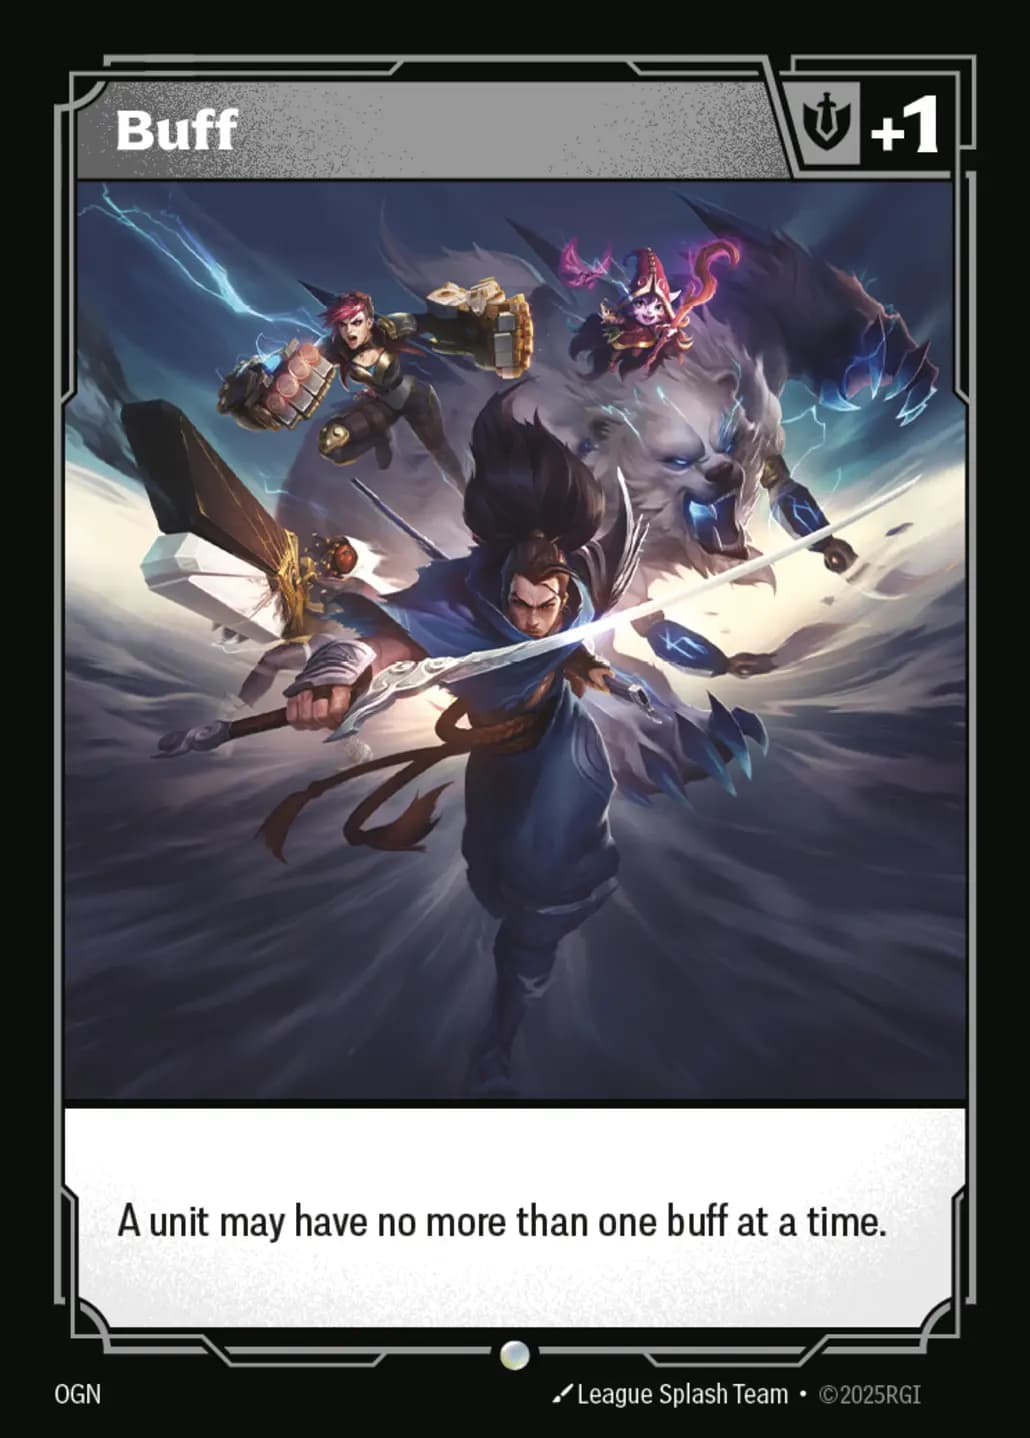 Buff
+1
A unit may have no more than one buff at a time.
OGN
League Splash Team • ©2025RGI